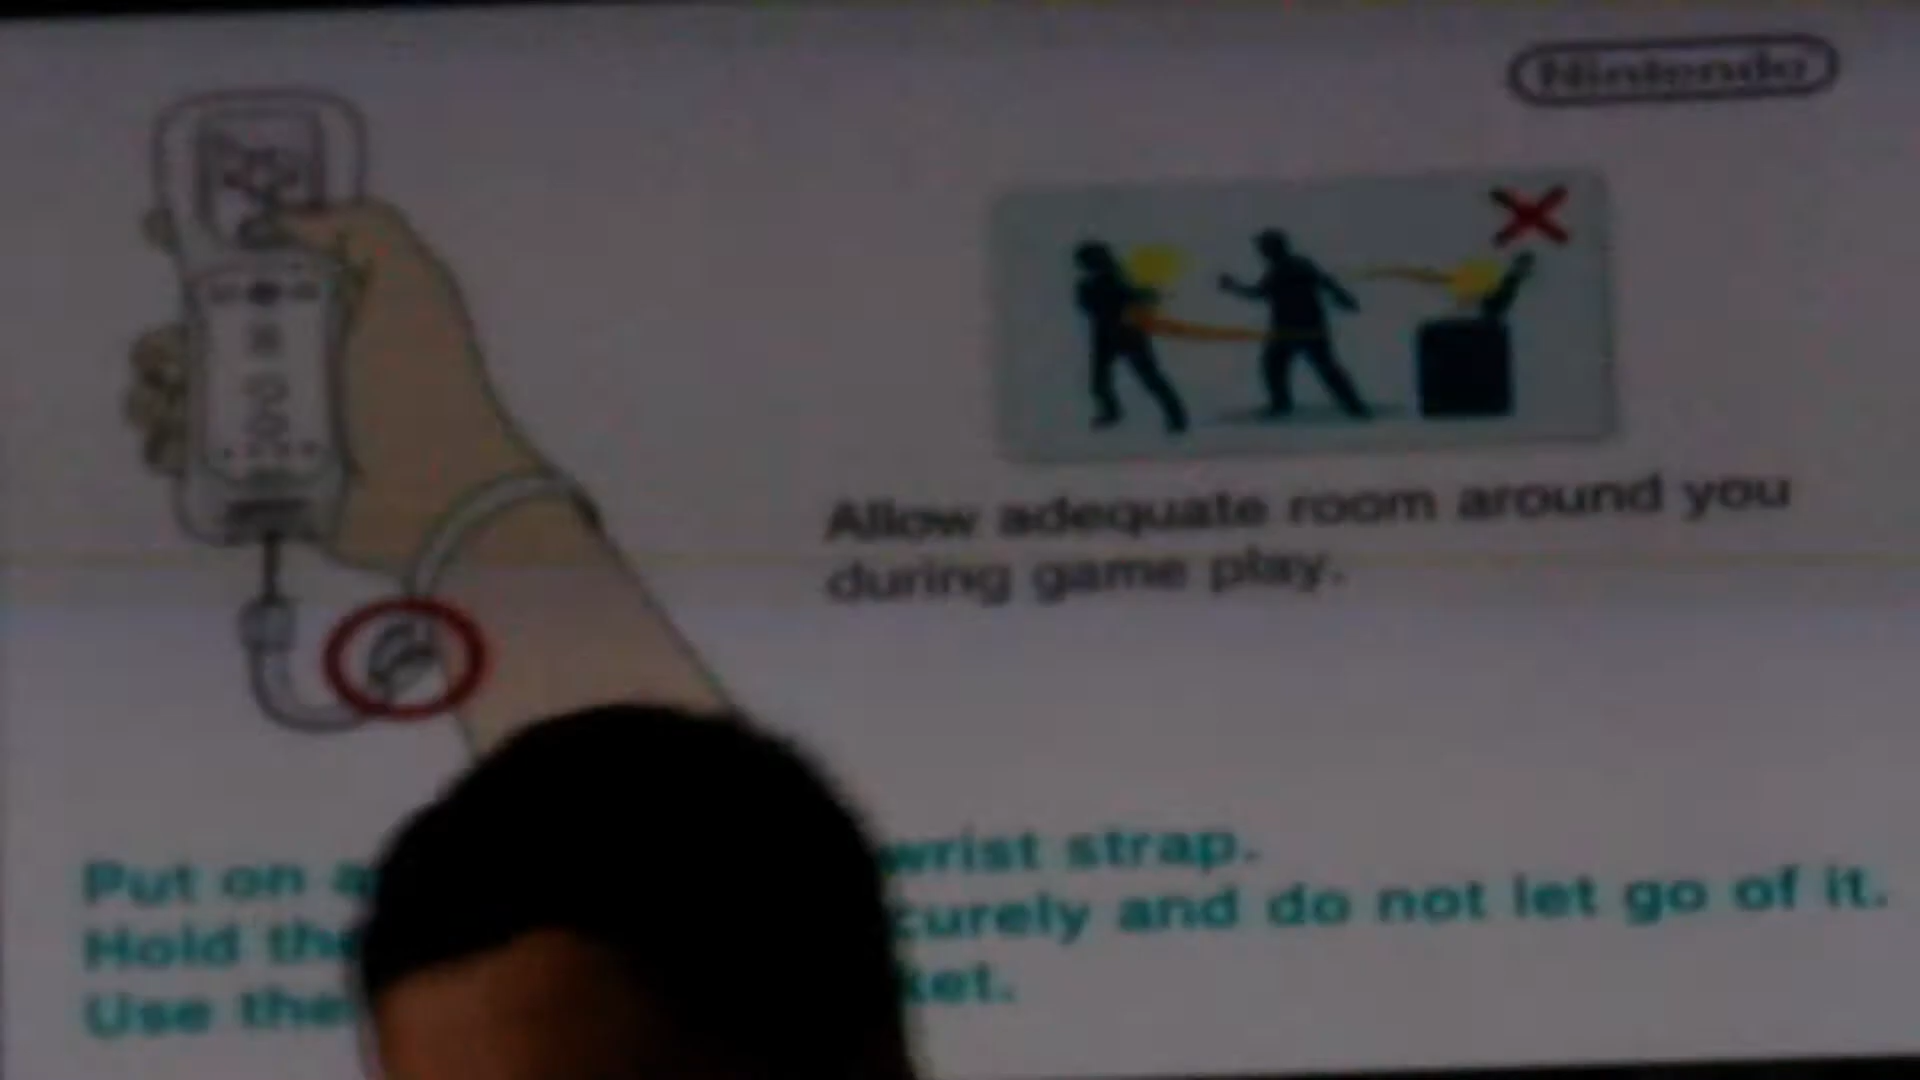 Nintendo
Allow adequate room around you
during game play.
Put on a wrist strap.
Hold the curely and do not let go of it.
Use the ket.